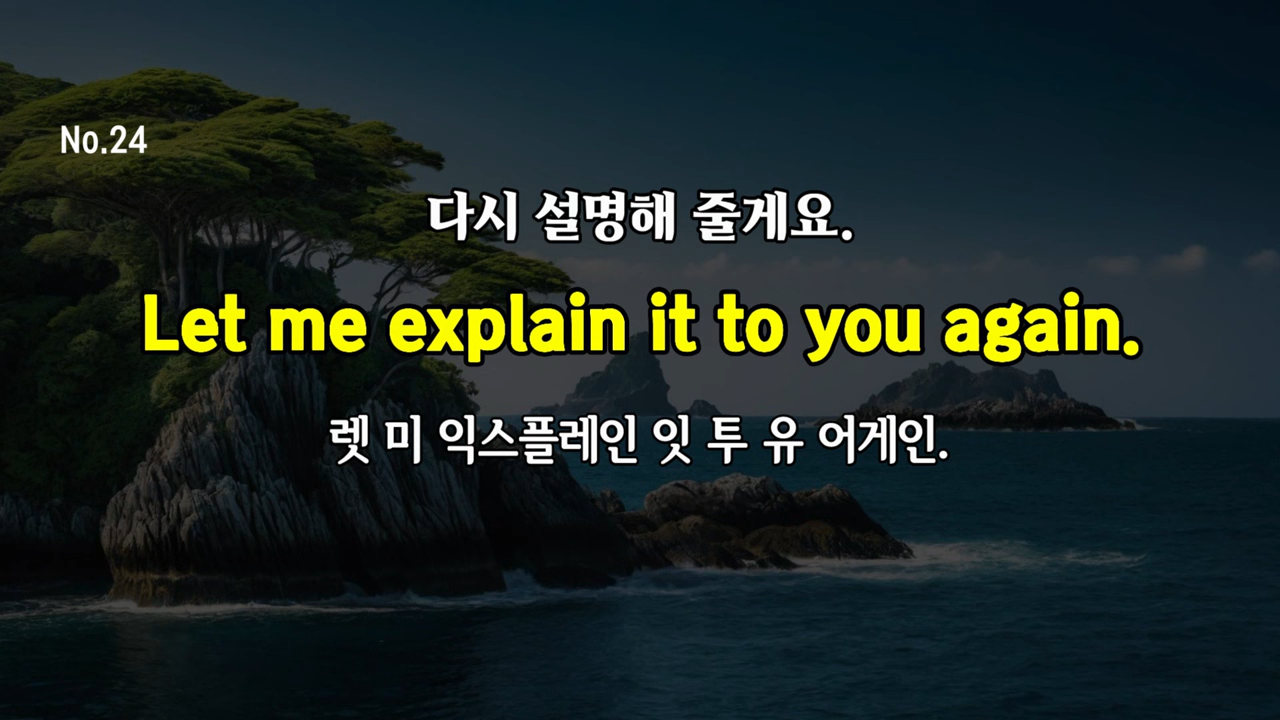 No.24
다시 설명해 줄게요.
Let me explain it to you again.
렛 미 익스플레인 잇 투 유 어게인.